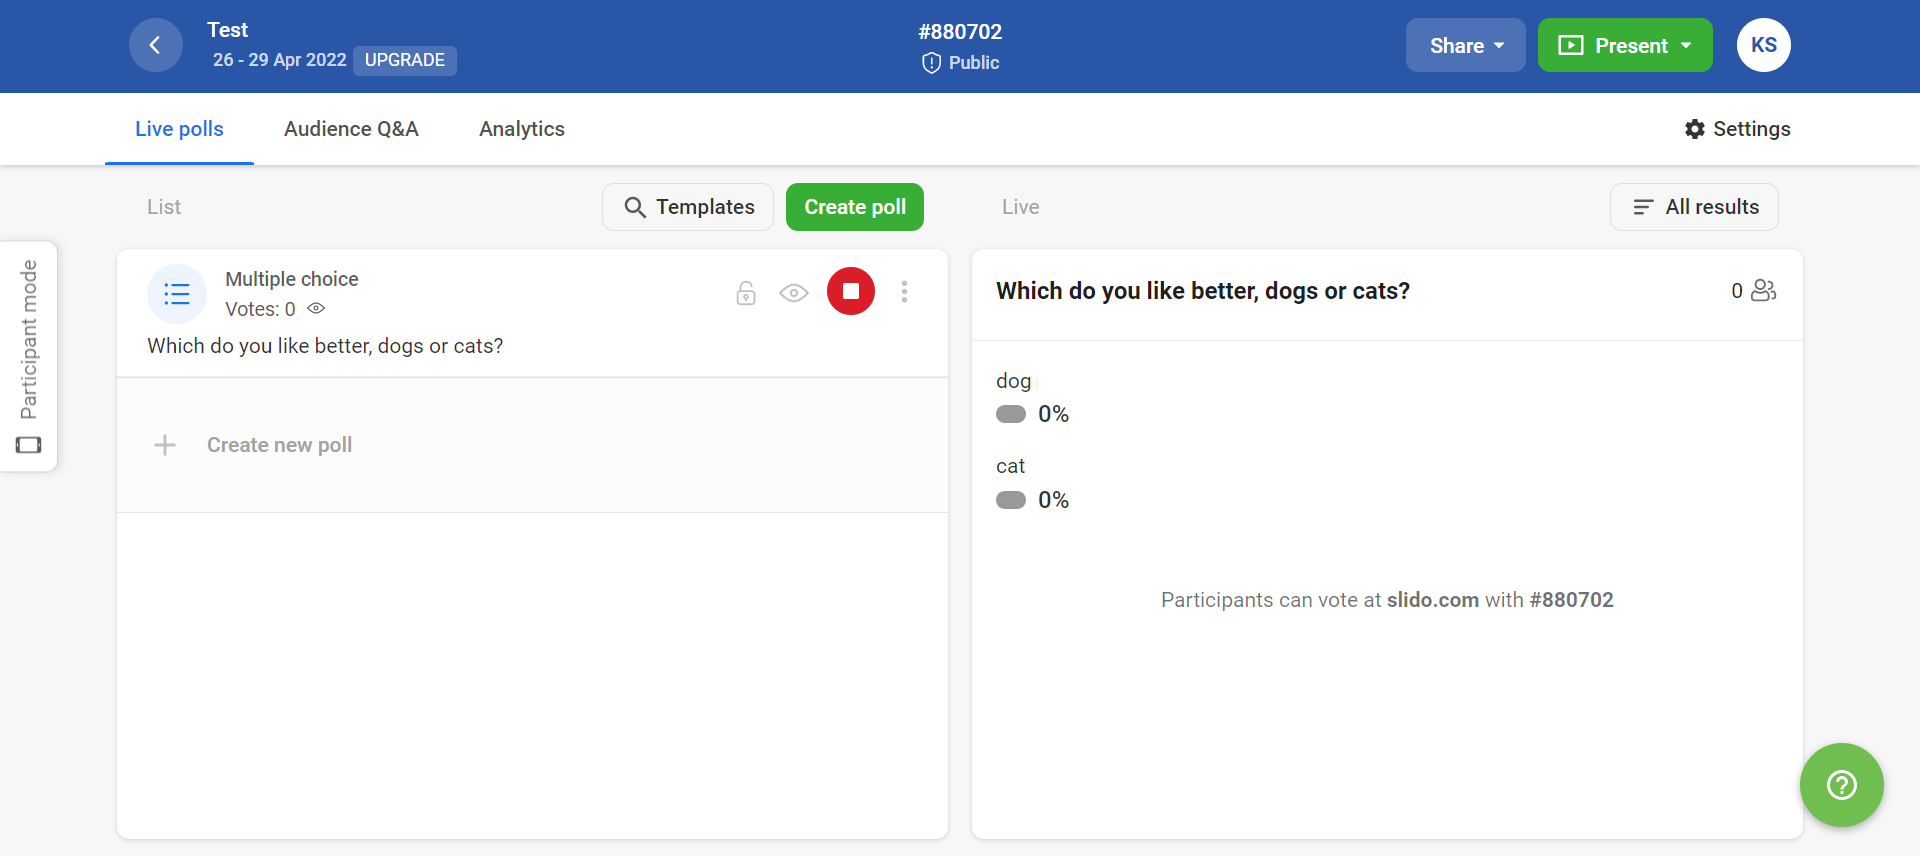 Test
26 - 29 Apr 2022 UPGRADE
#880702
Public
Share
Present
KS
Live polls
Audience Q&A
Analytics
Settings
List
Templates
Create poll
Live
All results
Participant mode
Multiple choice
Votes: 0
Which do you like better, dogs or cats?
Create new poll
Which do you like better, dogs or cats?
0
dog
0%
cat
0%
Participants can vote at slido.com with #880702